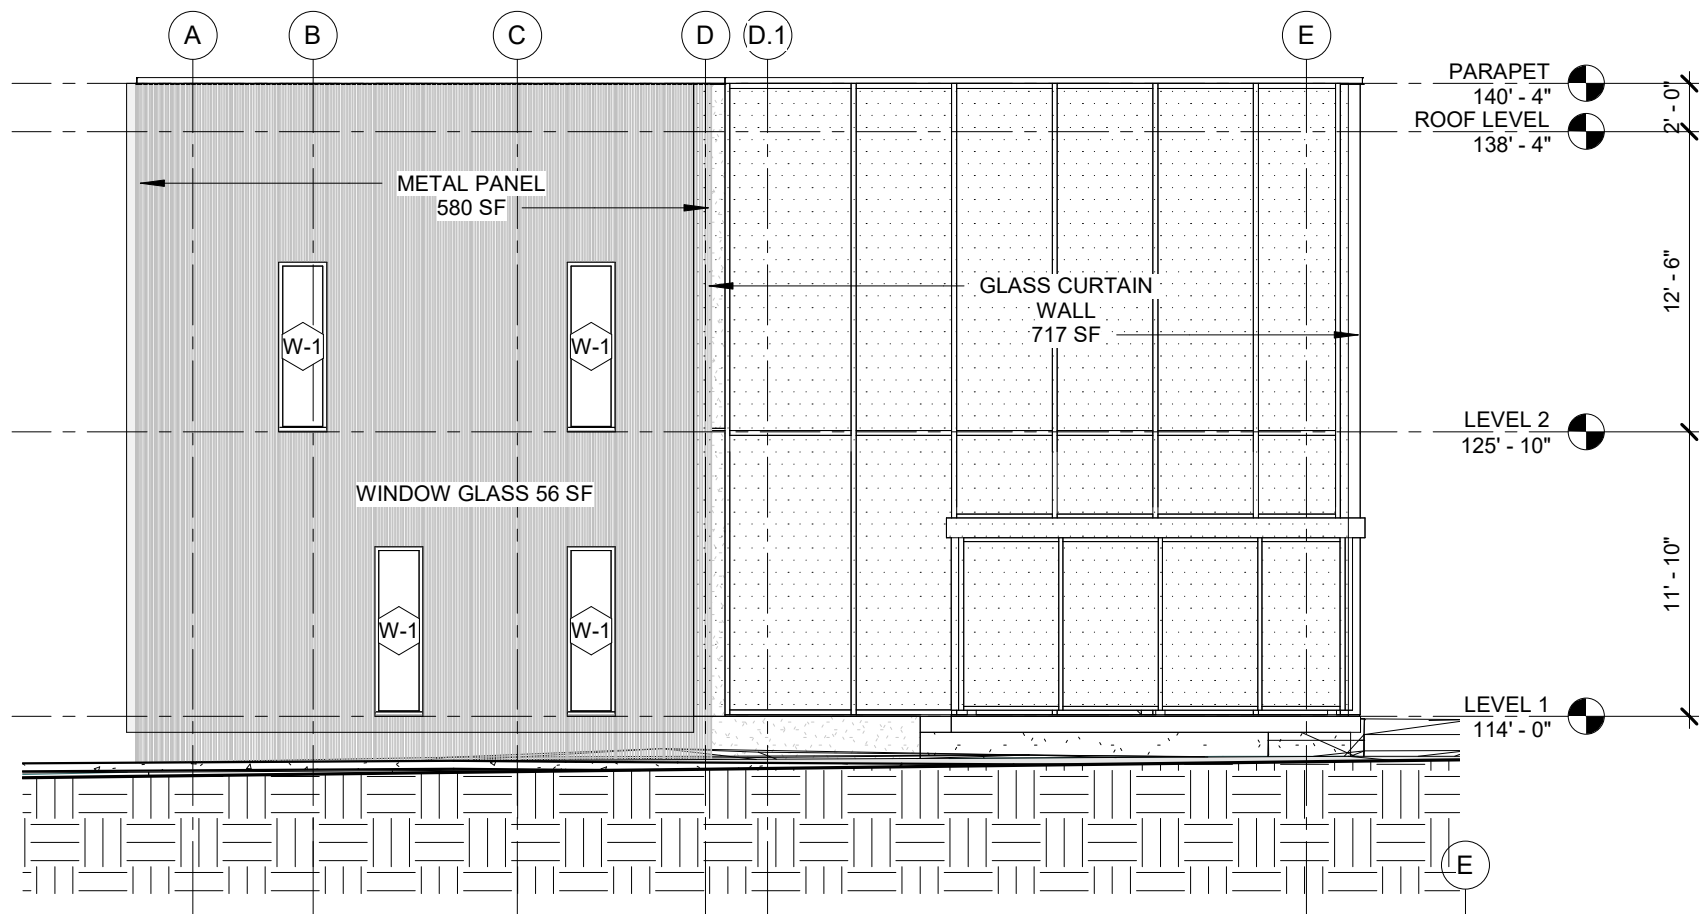 A B C D D.1 E
PARAPET
140' - 4"
2' - 0"
ROOF LEVEL
138' - 4"
METAL PANEL
580 SF
GLASS CURTAIN
WALL
717 SF
12' - 6"
W-1 W-1
LEVEL 2
125' - 10"
WINDOW GLASS 56 SF
11' - 10"
W-1 W-1
LEVEL 1
114' - 0"
E